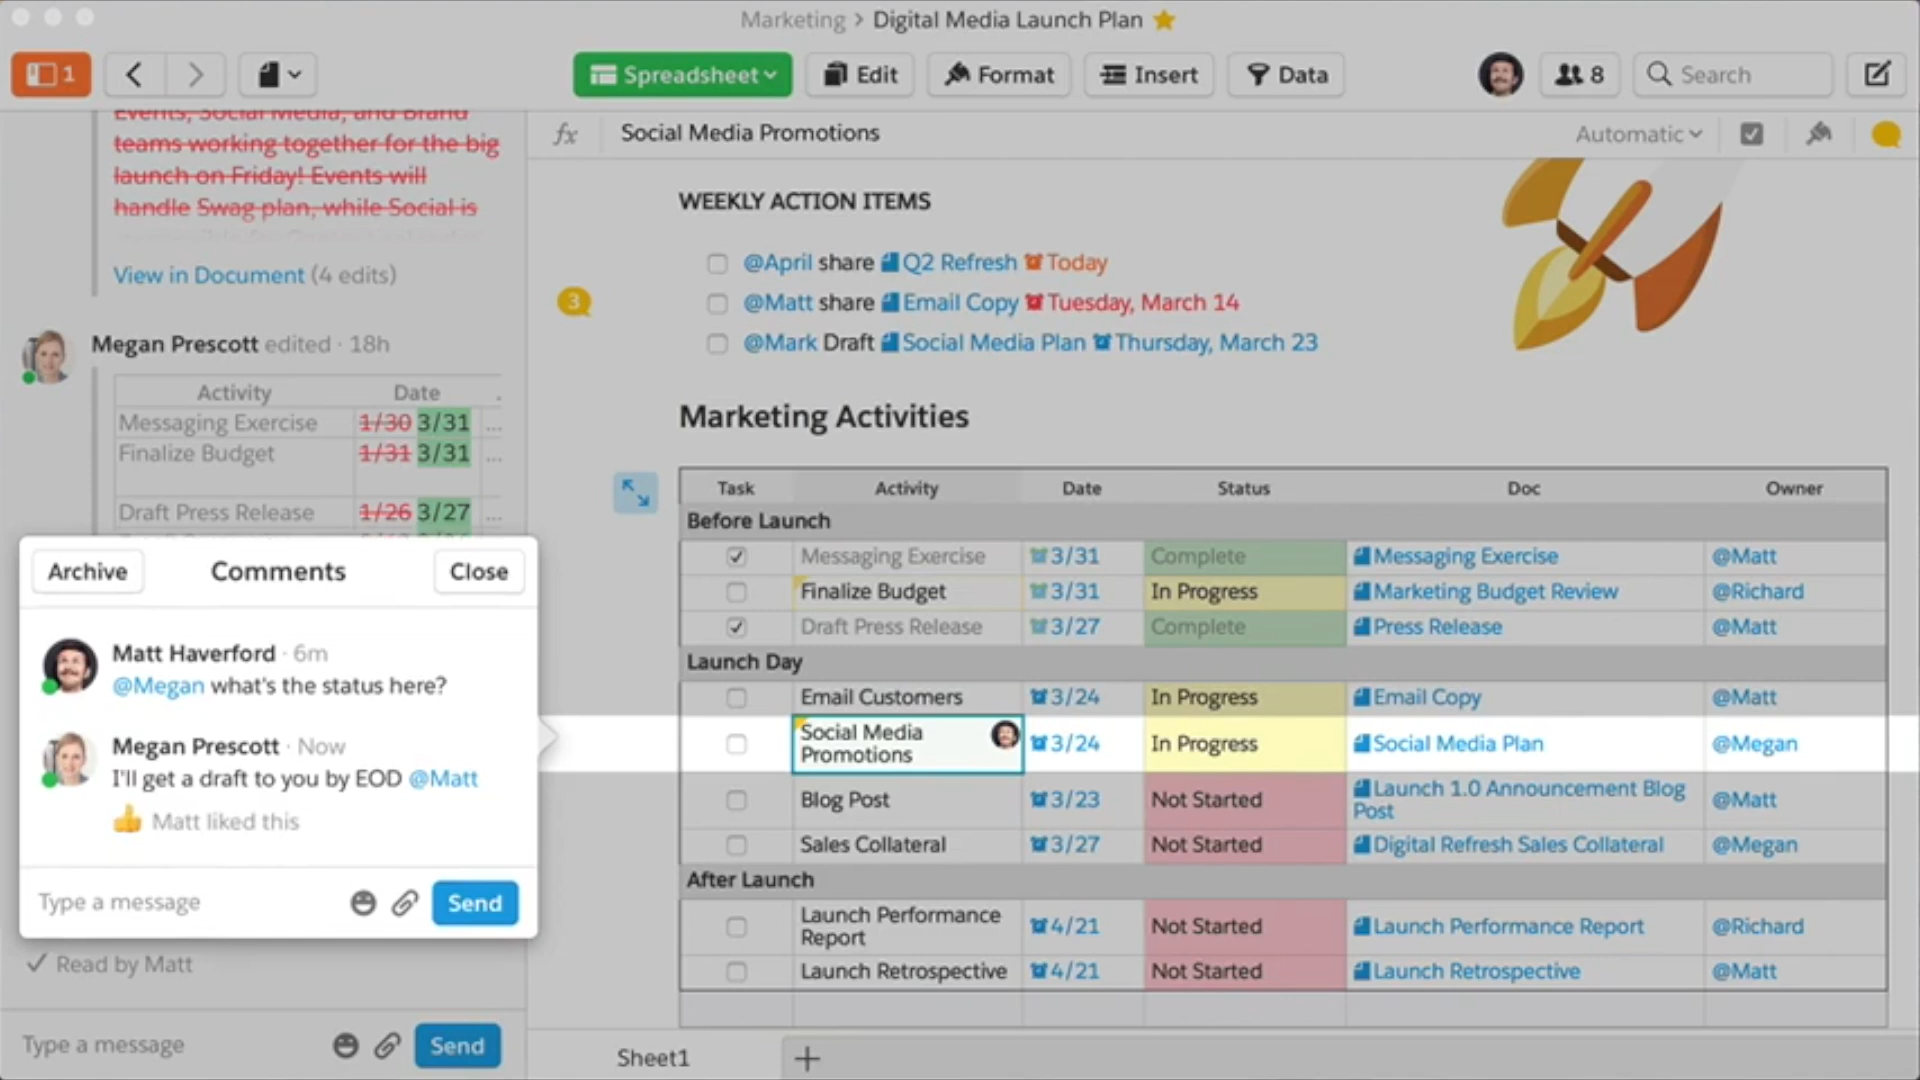 Marketing > Digital Media Launch Plan
1
Spreadsheet
Edit
Format
Insert
Data
8
Search
Events, Social Media, and Brand
teams working together for the big
launch on Friday! Events will
handle Swag plan, while Social is
View in Document (4 edits)
Megan Prescott edited · 18h
Activity Date
Messaging Exercise 1/30 3/31 ...
Finalize Budget 1/31 3/31 ...
Draft Press Release 1/26 3/27 ...
Archive Comments Close
Matt Haverford · 6m
@Megan what's the status here?
Megan Prescott · Now
I'll get a draft to you by EOD @Matt
Matt liked this
Type a message Send
Read by Matt
Type a message Send
fx Social Media Promotions Automatic
WEEKLY ACTION ITEMS
@April share Q2 Refresh Today
3 @Matt share Email Copy Tuesday, March 14
@Mark Draft Social Media Plan Thursday, March 23
Marketing Activities
Task Activity Date Status Doc Owner
Before Launch
Messaging Exercise 3/31 Complete Messaging Exercise @Matt
Finalize Budget 3/31 In Progress Marketing Budget Review @Richard
Draft Press Release 3/27 Complete Press Release @Matt
Launch Day
Email Customers 3/24 In Progress Email Copy @Matt
Social Media
Promotions 3/24 In Progress Social Media Plan @Megan
Blog Post 3/23 Not Started Launch 1.0 Announcement Blog
Post @Matt
Sales Collateral 3/27 Not Started Digital Refresh Sales Collateral @Megan
After Launch
Launch Performance
Report 4/21 Not Started Launch Performance Report @Richard
Launch Retrospective 4/21 Not Started Launch Retrospective @Matt
Sheet1 +